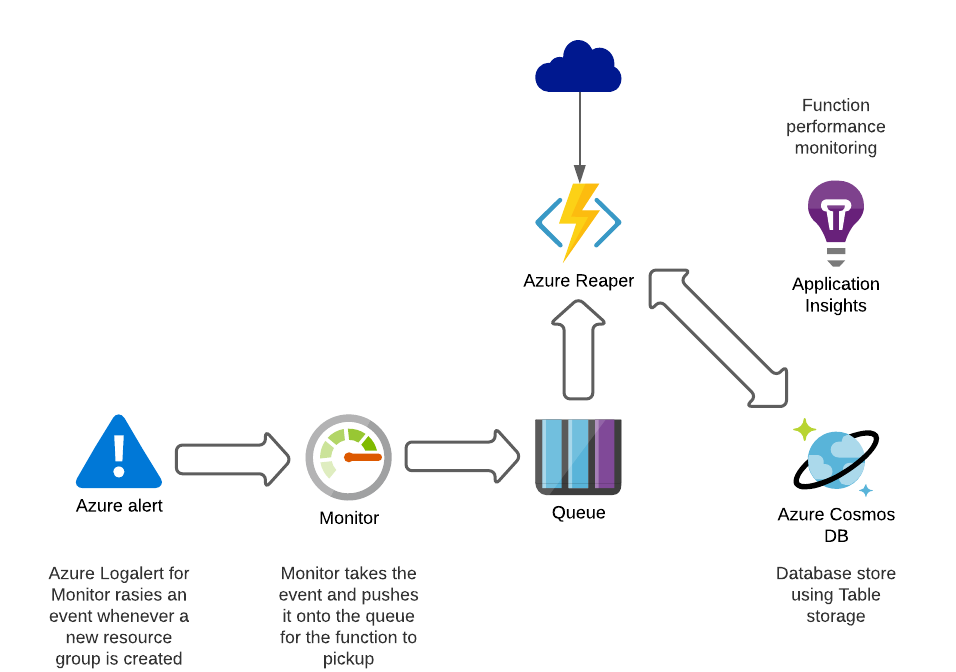 Function
performance
monitoring
Azure Reaper
Application
Insights
Azure alert
Monitor
Queue
Azure Cosmos
DB
Azure Logalert for
Monitor rasies an
event whenever a
new resource
group is created
Monitor takes the
event and pushes
it onto the queue
for the function to
pickup
Database store
using Table
storage